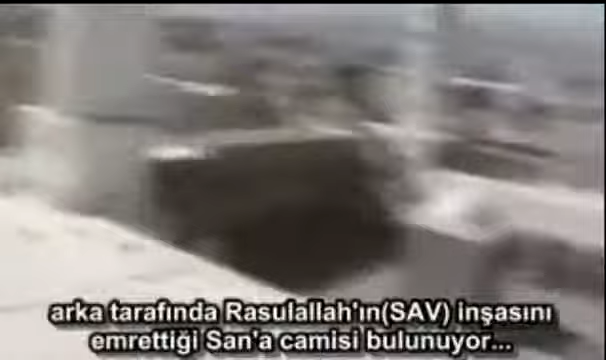 arka tarafında Rasulallah'ın(SAV) inşasını
emrettiği San'a camisi bulunuyor...